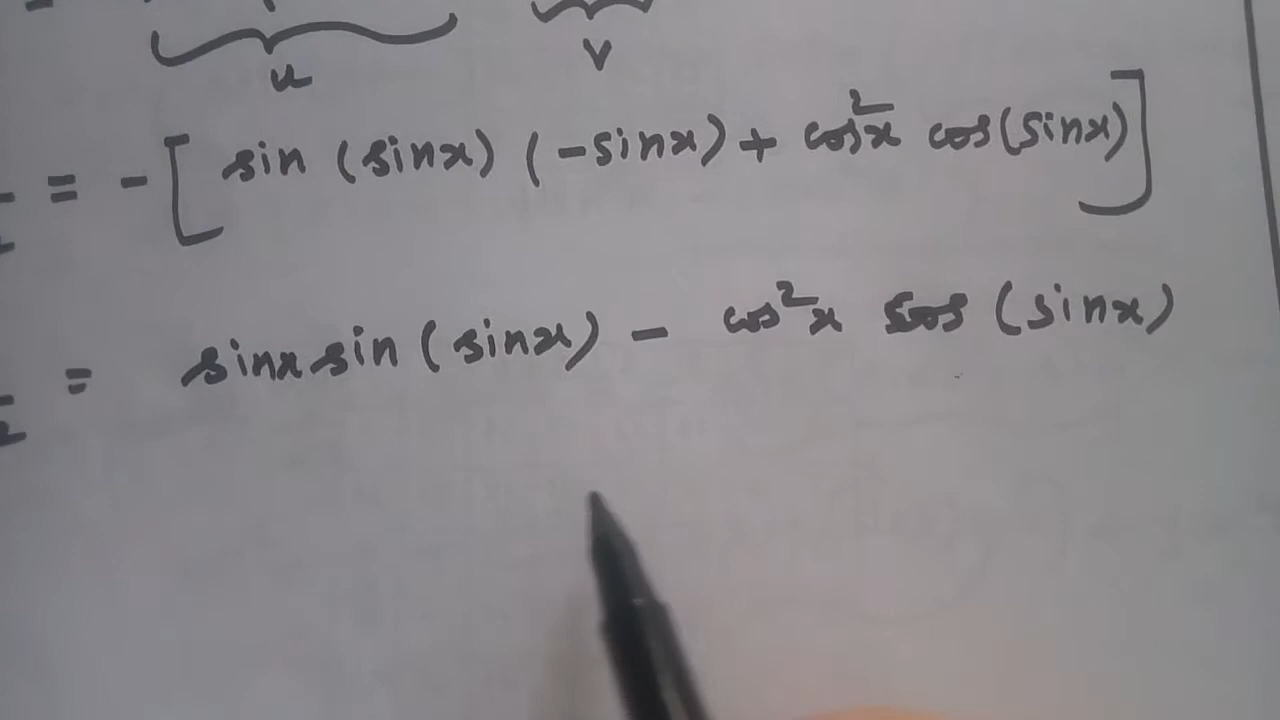 u v
= - [ sin (sinx) (-sinx) + cos²x cos(sinx) ]
= sinx sin (sinx) - cos²x cos (sinx)